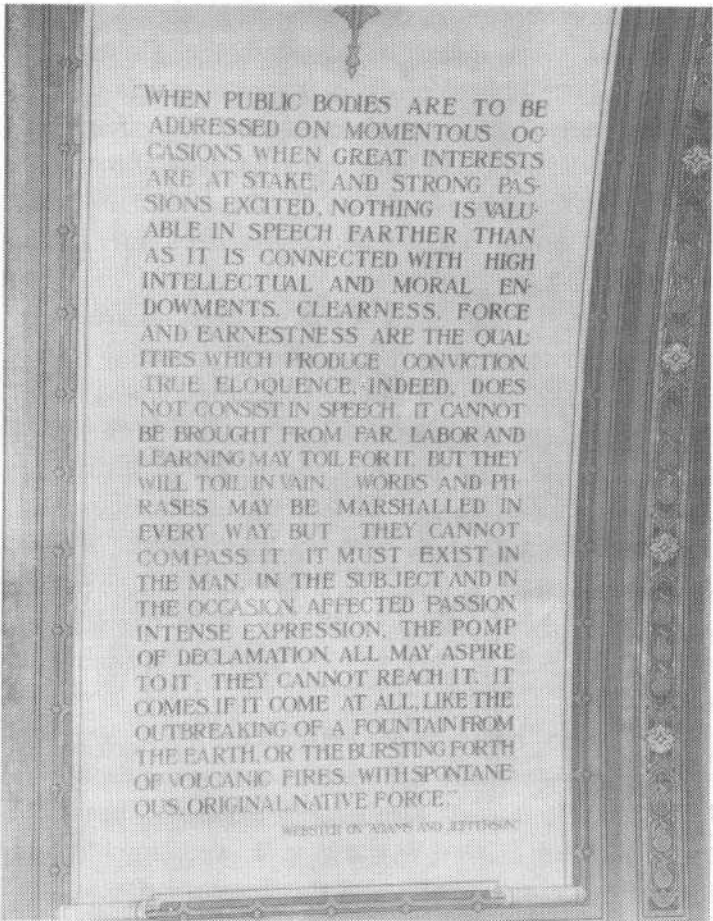 "WHEN PUBLIC BODIES ARE TO BE
ADDRESSED ON MOMENTOUS OC-
CASIONS WHEN GREAT INTERESTS
ARE AT STAKE, AND STRONG PAS-
SIONS EXCITED, NOTHING IS VALU-
ABLE IN SPEECH FARTHER THAN
AS IT IS CONNECTED WITH HIGH
INTELLECTUAL AND MORAL EN-
DOWMENTS. CLEARNESS, FORCE
AND EARNESTNESS ARE THE QUAL-
ITIES WHICH PRODUCE CONVICTION.
TRUE ELOQUENCE, INDEED, DOES
NOT CONSIST IN SPEECH. IT CANNOT
BE BROUGHT FROM FAR. LABOR AND
LEARNING MAY TOIL FOR IT, BUT THEY
WILL TOIL IN VAIN. WORDS AND PH-
RASES MAY BE MARSHALLED IN
EVERY WAY, BUT THEY CANNOT
COMPASS IT. IT MUST EXIST IN
THE MAN, IN THE SUBJECT AND IN
THE OCCASION. AFFECTED PASSION,
INTENSE EXPRESSION, THE POMP
OF DECLAMATION, ALL MAY ASPIRE
TO IT; THEY CANNOT REACH IT. IT
COMES IF IT COME AT ALL, LIKE THE
OUTBREAKING OF A FOUNTAIN FROM
THE EARTH, OR THE BURSTING FORTH
OF VOLCANIC FIRES, WITH SPONTANE
OUS, ORIGINAL, NATIVE FORCE."
WEBSTER ON "ADAMS AND JEFFERSON"